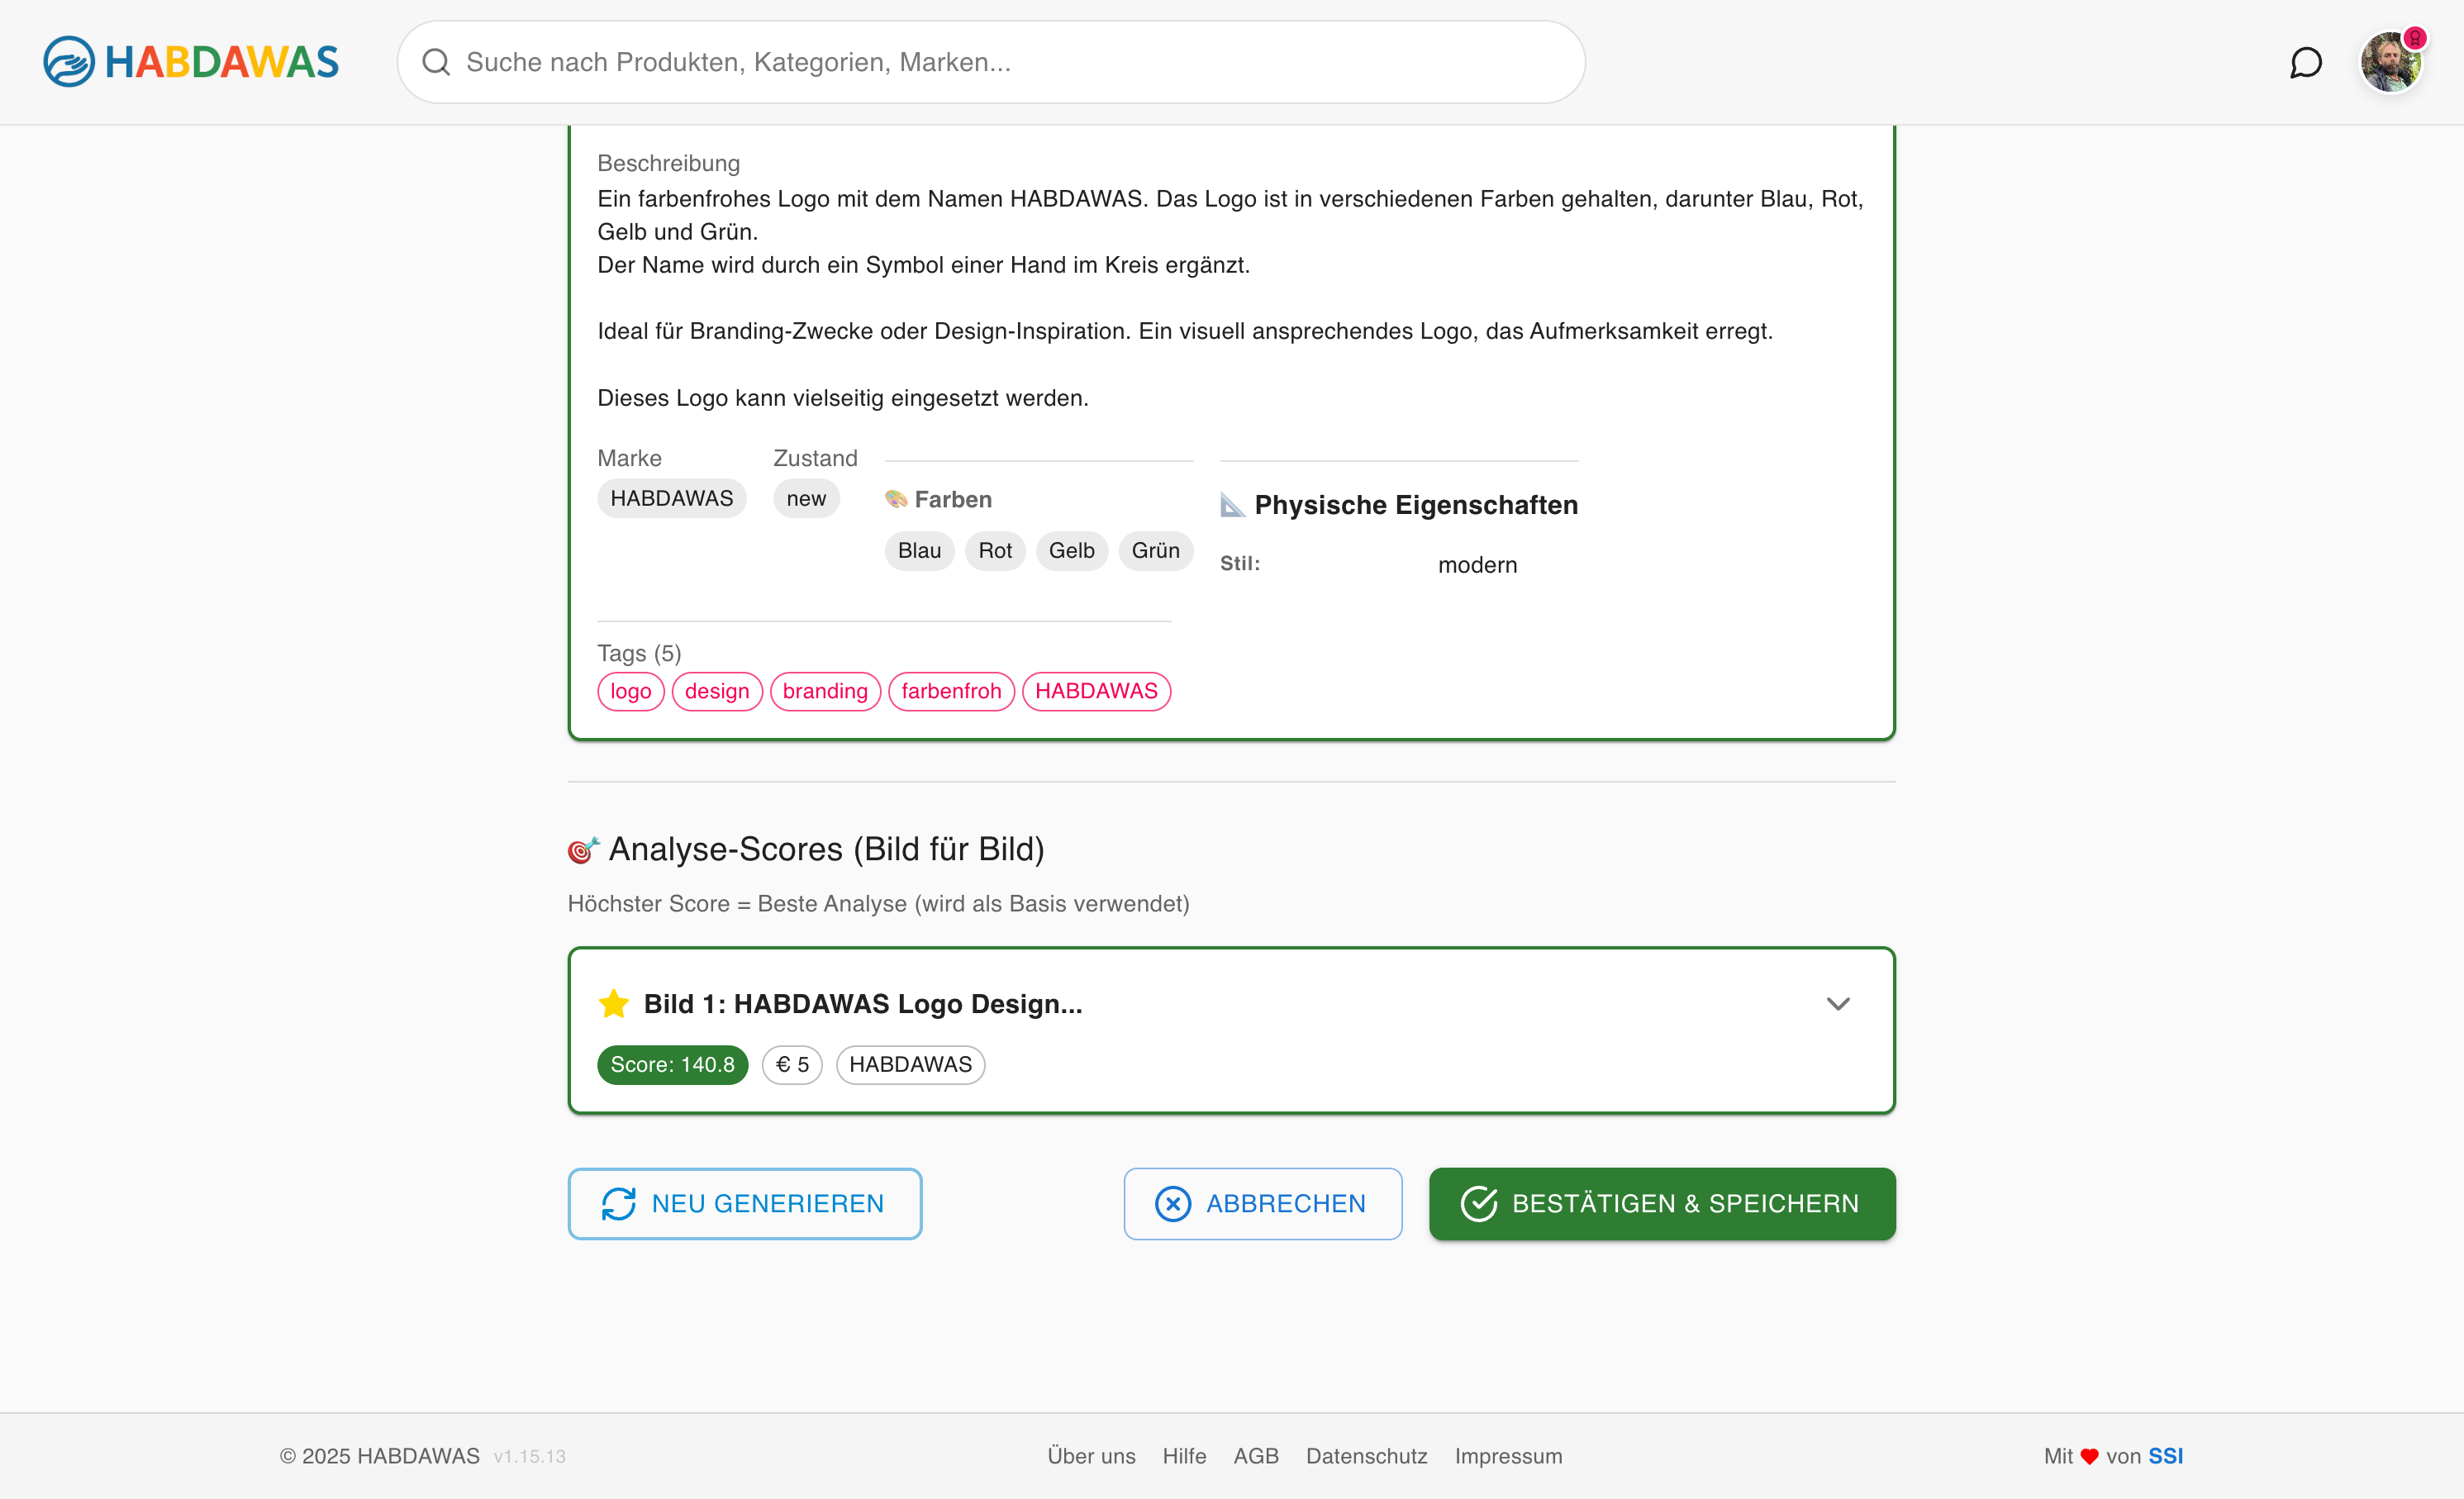 HABDAWAS
Suche nach Produkten, Kategorien, Marken...
Beschreibung
Ein farbenfrohes Logo mit dem Namen HABDAWAS. Das Logo ist in verschiedenen Farben gehalten, darunter Blau, Rot,
Gelb und Grün.
Der Name wird durch ein Symbol einer Hand im Kreis ergänzt.
Ideal für Branding-Zwecke oder Design-Inspiration. Ein visuell ansprechendes Logo, das Aufmerksamkeit erregt.
Dieses Logo kann vielseitig eingesetzt werden.
Marke
HABDAWAS
Zustand
new
🎨 Farben
Blau Rot Gelb Grün
📐 Physische Eigenschaften
Stil: modern
Tags (5)
logo design branding farbenfroh HABDAWAS
🎯 Analyse-Scores (Bild für Bild)
Höchster Score = Beste Analyse (wird als Basis verwendet)
Bild 1: HABDAWAS Logo Design...
Score: 140.8 € 5 HABDAWAS
NEU GENERIEREN ABBRECHEN BESTÄTIGEN & SPEICHERN
© 2025 HABDAWAS v1.15.13 Über uns Hilfe AGB Datenschutz Impressum Mit ❤️ von SSI